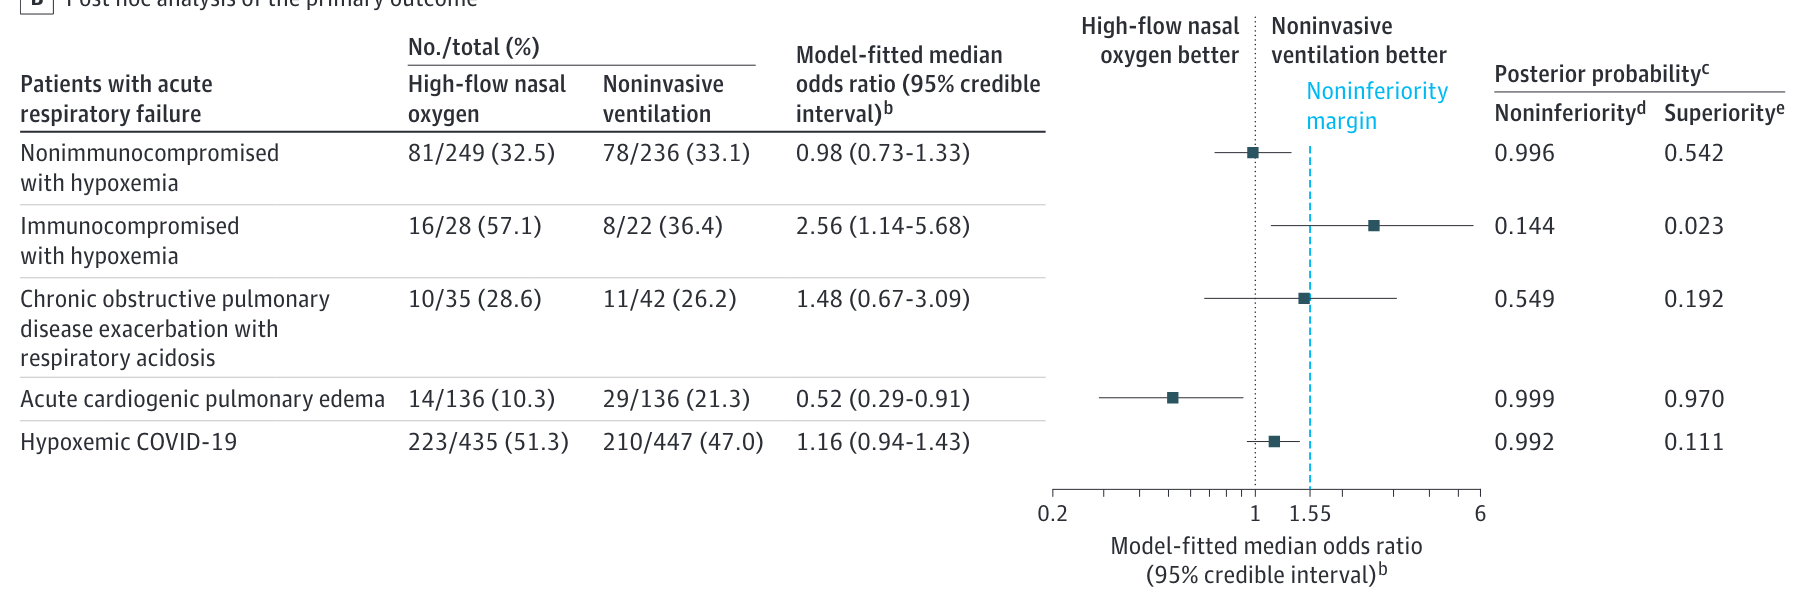 B Post hoc analysis of the primary outcome
No./total (%)
Patients with acute
respiratory failure
High-flow nasal
oxygen
Noninvasive
ventilation
Model-fitted median
odds ratio (95% credible
interval)b
High-flow nasal
oxygen better
Noninvasive
ventilation better
Noninferiority
margin
Posterior probabilityc
Noninferiorityd Superioritye
Nonimmunocompromised
with hypoxemia
81/249 (32.5) 78/236 (33.1) 0.98 (0.73-1.33) 0.996 0.542
Immunocompromised
with hypoxemia
16/28 (57.1) 8/22 (36.4) 2.56 (1.14-5.68) 0.144 0.023
Chronic obstructive pulmonary
disease exacerbation with
respiratory acidosis
10/35 (28.6) 11/42 (26.2) 1.48 (0.67-3.09) 0.549 0.192
Acute cardiogenic pulmonary edema 14/136 (10.3) 29/136 (21.3) 0.52 (0.29-0.91) 0.999 0.970
Hypoxemic COVID-19 223/435 (51.3) 210/447 (47.0) 1.16 (0.94-1.43) 0.992 0.111
0.2 1 1.55 6
Model-fitted median odds ratio
(95% credible interval)b